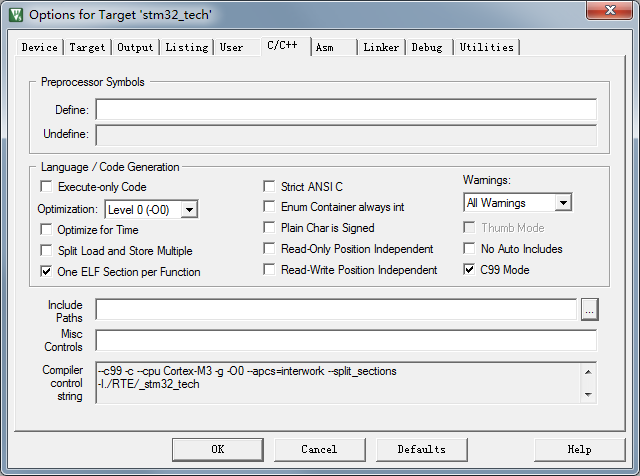 Options for Target 'stm32_tech'
Device Target Output Listing User C/C++ Asm Linker Debug Utilities
Preprocessor Symbols
Define:
Undefine:
Language / Code Generation
Execute-only Code
Strict ANSI C
Warnings:
Optimization: Level 0 (-O0)
Enum Container always int
All Warnings
Optimize for Time
Plain Char is Signed
Thumb Mode
Split Load and Store Multiple
Read-Only Position Independent
No Auto Includes
One ELF Section per Function
Read-Write Position Independent
C99 Mode
Include
Paths
...
Misc
Controls
Compiler
control
string
--c99 -c --cpu Cortex-M3 -g -O0 --apcs=interwork --split_sections
-I./RTE/_stm32_tech
OK Cancel Defaults Help